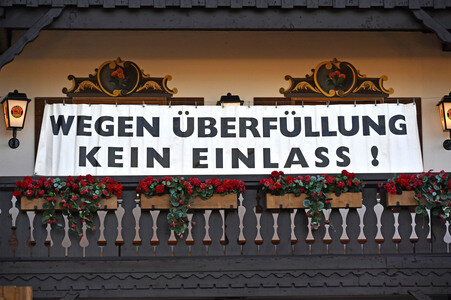 WEGEN ÜBERFÜLLUNG
KEIN EINLASS !